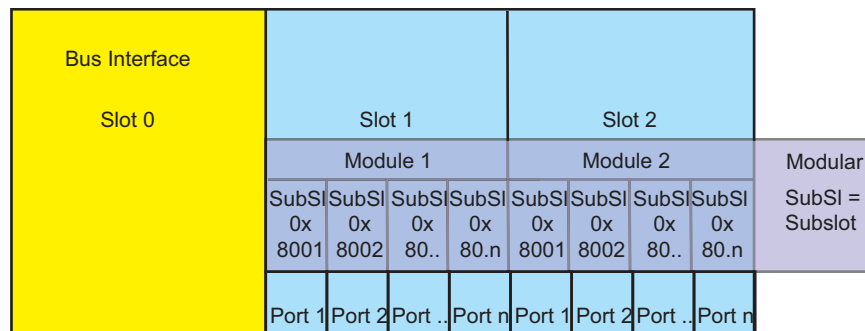 Bus Interface
Slot 0
Slot 1
Slot 2
Module 1
Module 2
Modular
SubSl SubSl SubSl SubSl SubSl SubSl SubSl SubSl
SubSl =
0x 0x 0x 0x 0x 0x 0x 0x
Subslot
8001 8002 80.. 80.n 8001 8002 80.. 80.n
Port 1 Port 2 Port .. Port n Port 1 Port 2 Port .. Port n